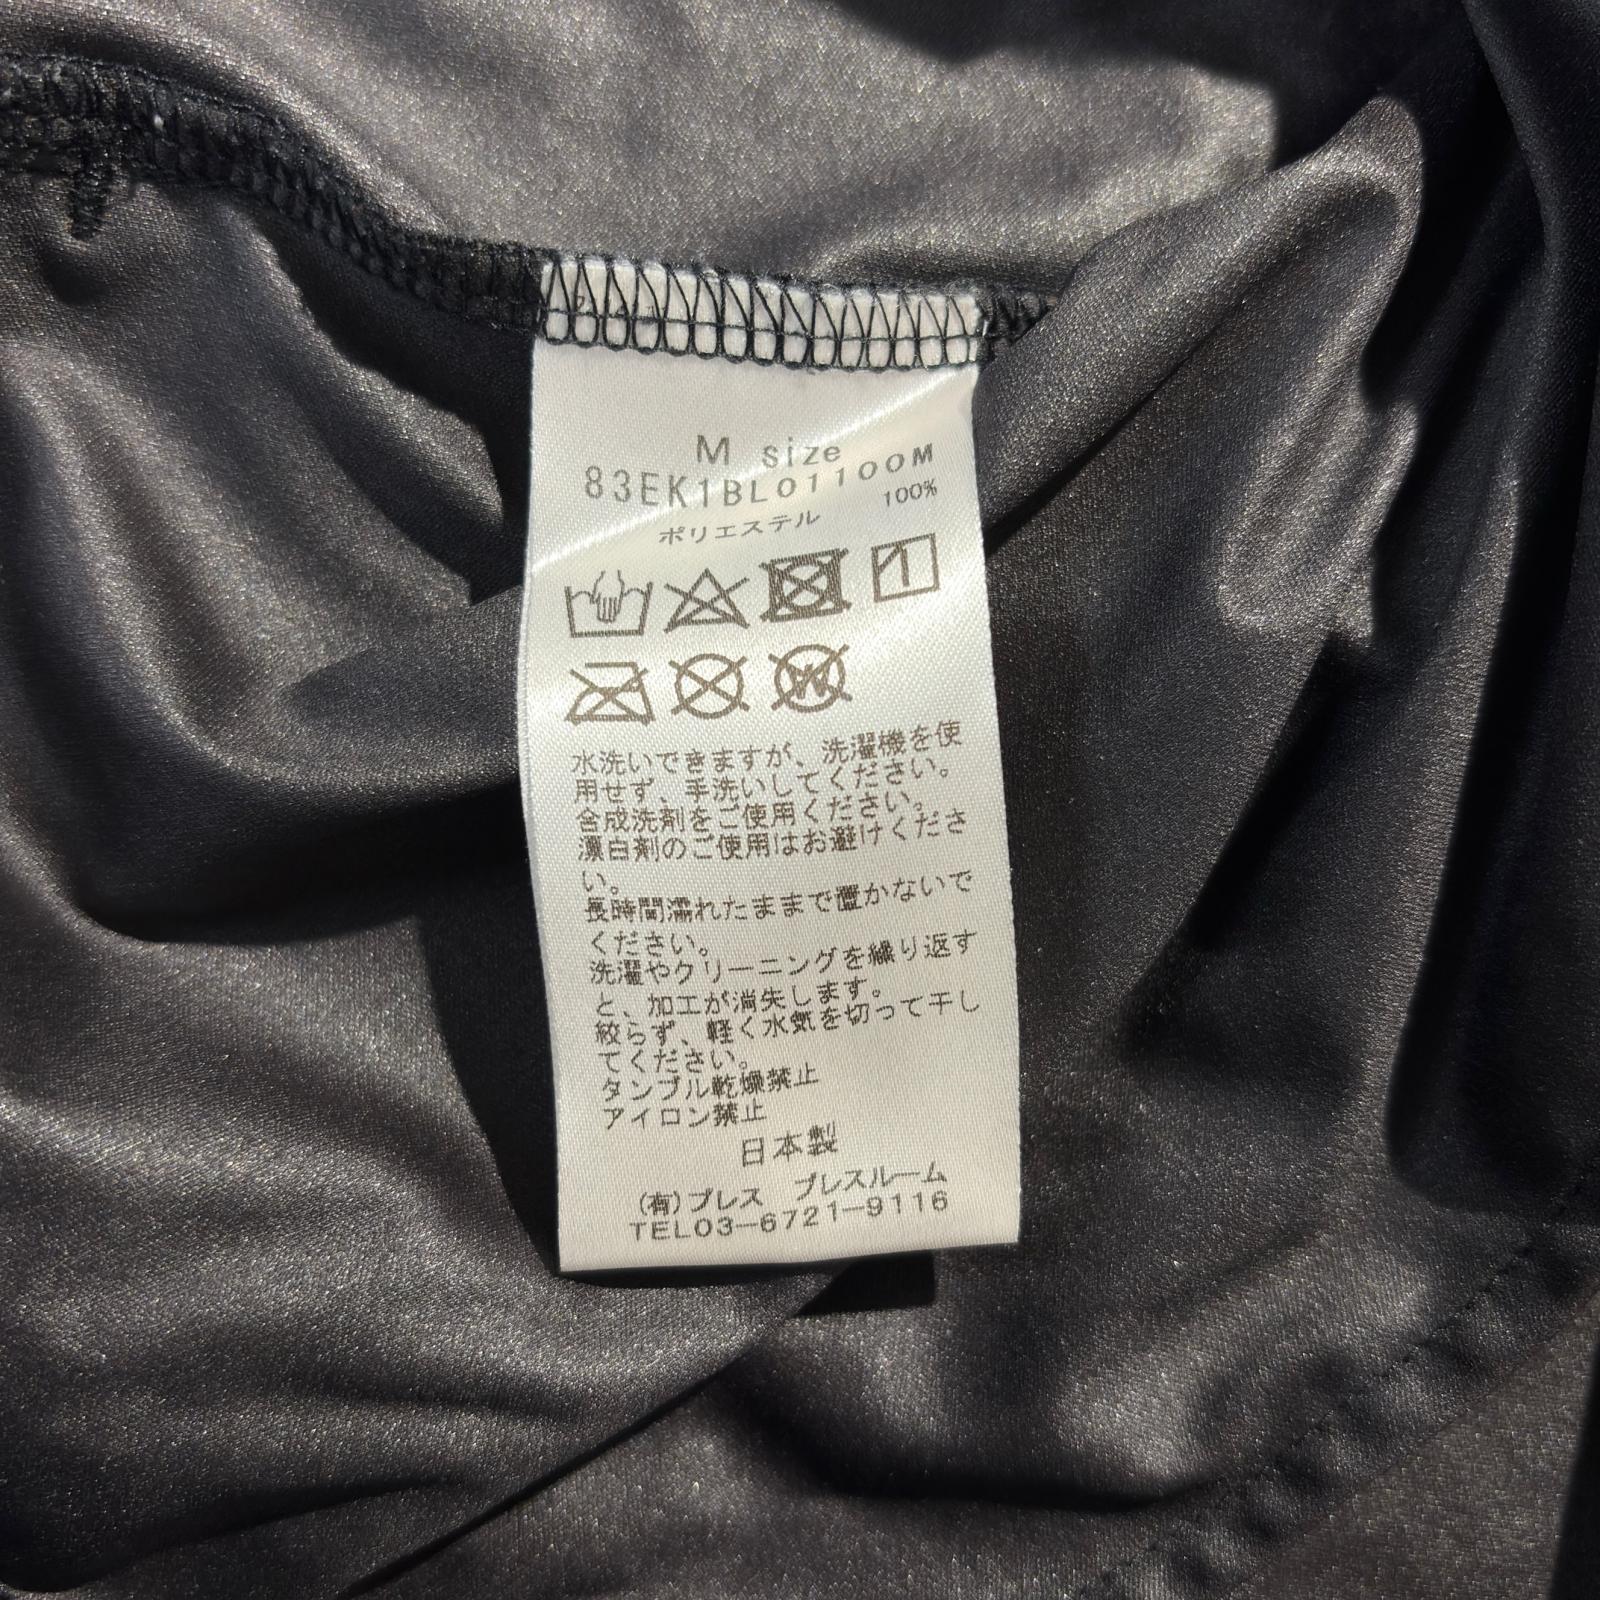 M size
83EK1BL01100M
ポリエステル 100%
水洗いできますが、洗濯機を使
用せず、手洗いしてください。
合成洗剤をご使用ください。
漂白剤のご使用はお避けくださ
い。
長時間濡れたままで置かないで
ください。
洗濯やクリーニングを繰り返す
と、加工が消失します。
絞らず、軽く水気を切って干し
てください。
タンブル乾燥禁止
アイロン禁止
日本製
(有)プレス プレスルーム
TEL03-6721-9116